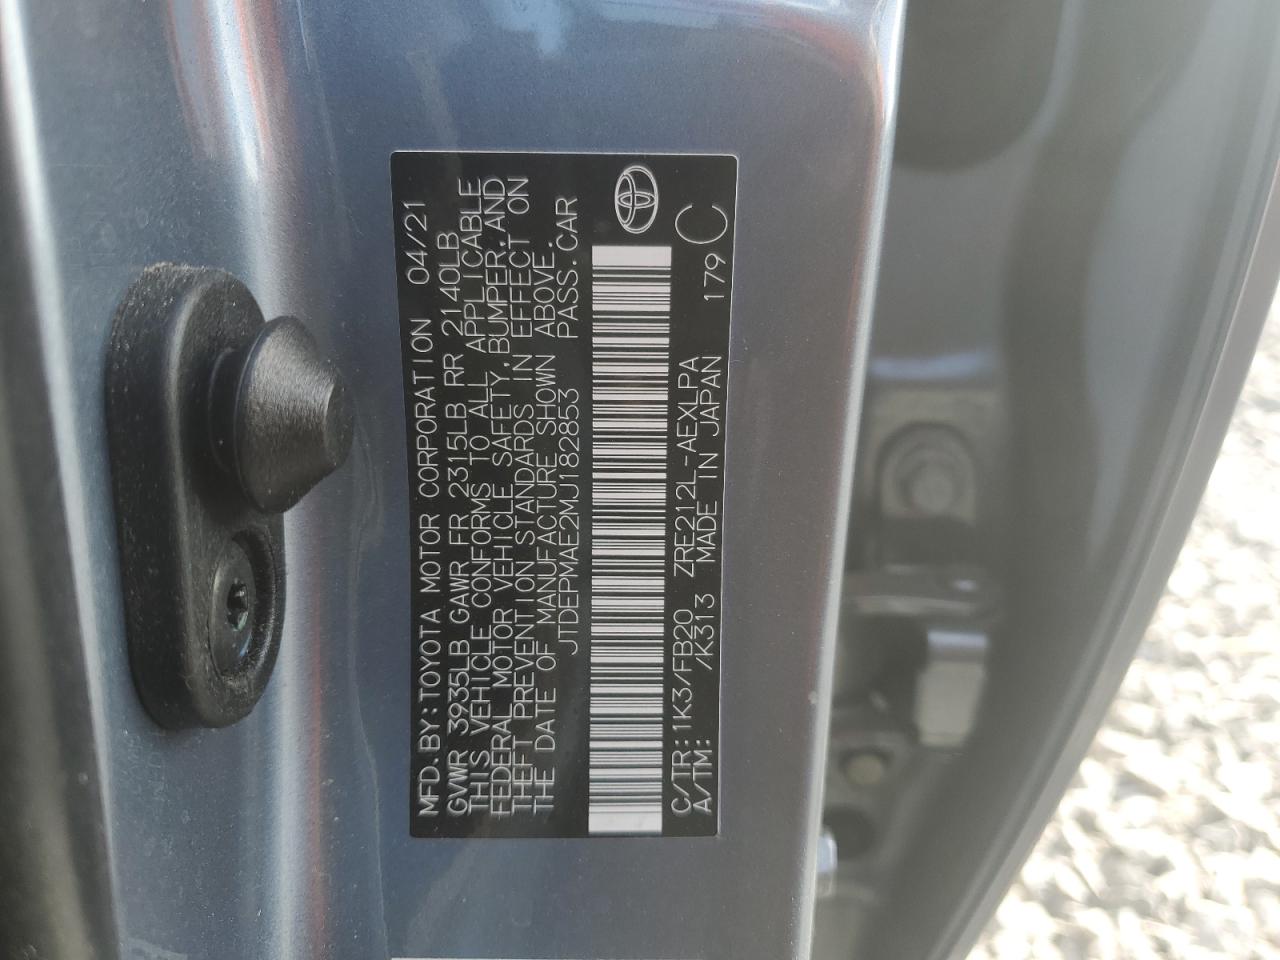 MFD.BY:TOYOTA MOTOR CORPORATION 04/21
GVWR 3935LB GAWR FR 2315LB RR 2140LB
THIS VEHICLE CONFORMS TO ALL APPLICABLE
FEDERAL MOTOR VEHICLE SAFETY,BUMPER,AND
THEFT PREVENTION STANDARDS IN EFFECT ON
THE DATE OF MANUFACTURE SHOWN ABOVE.
JTDEPMAE2MJ182853 PASS.CAR
C/TR:1K3/FB20 ZRE212L-AEXLPA
A/TM: /K313 MADE IN JAPAN 179 C